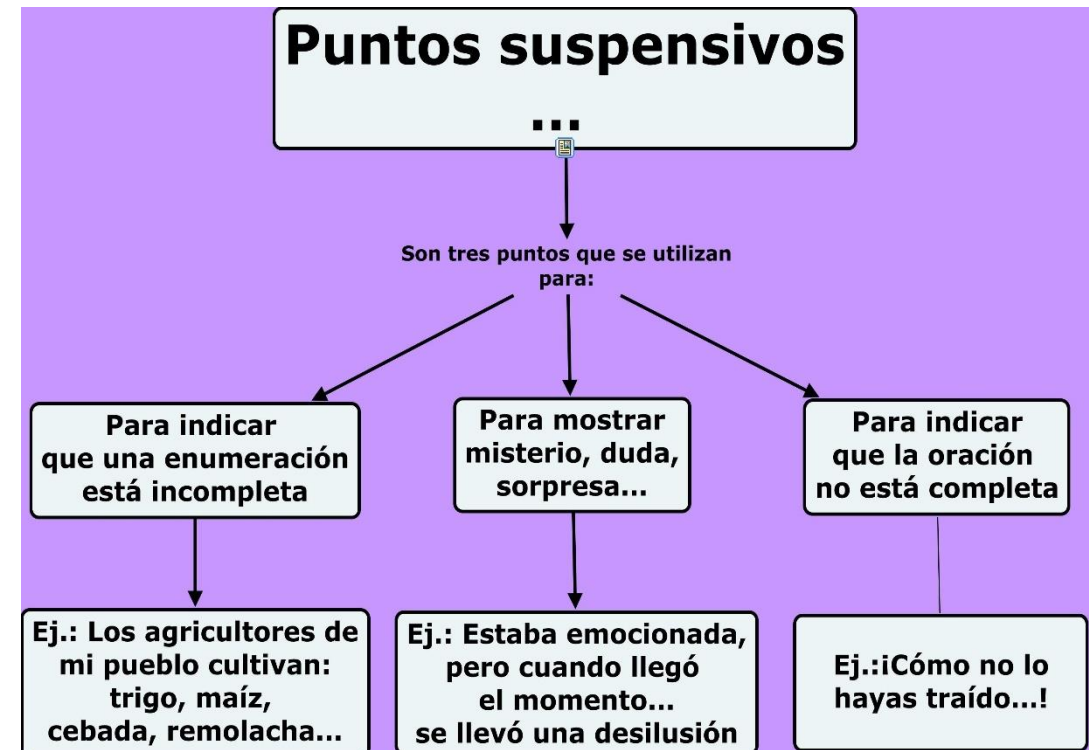 Puntos suspensivos
...
Son tres puntos que se utilizan
para:
Para indicar
que una enumeración
está incompleta
Para mostrar
misterio, duda,
sorpresa...
Para indicar
que la oración
no está completa
Ej.: Los agricultores de
mi pueblo cultivan:
trigo, maíz,
cebada, remolacha...
Ej.: Estaba emocionada,
pero cuando llegó
el momento...
se llevó una desilusión
Ej.:¡Cómo no lo
hayas traído...!